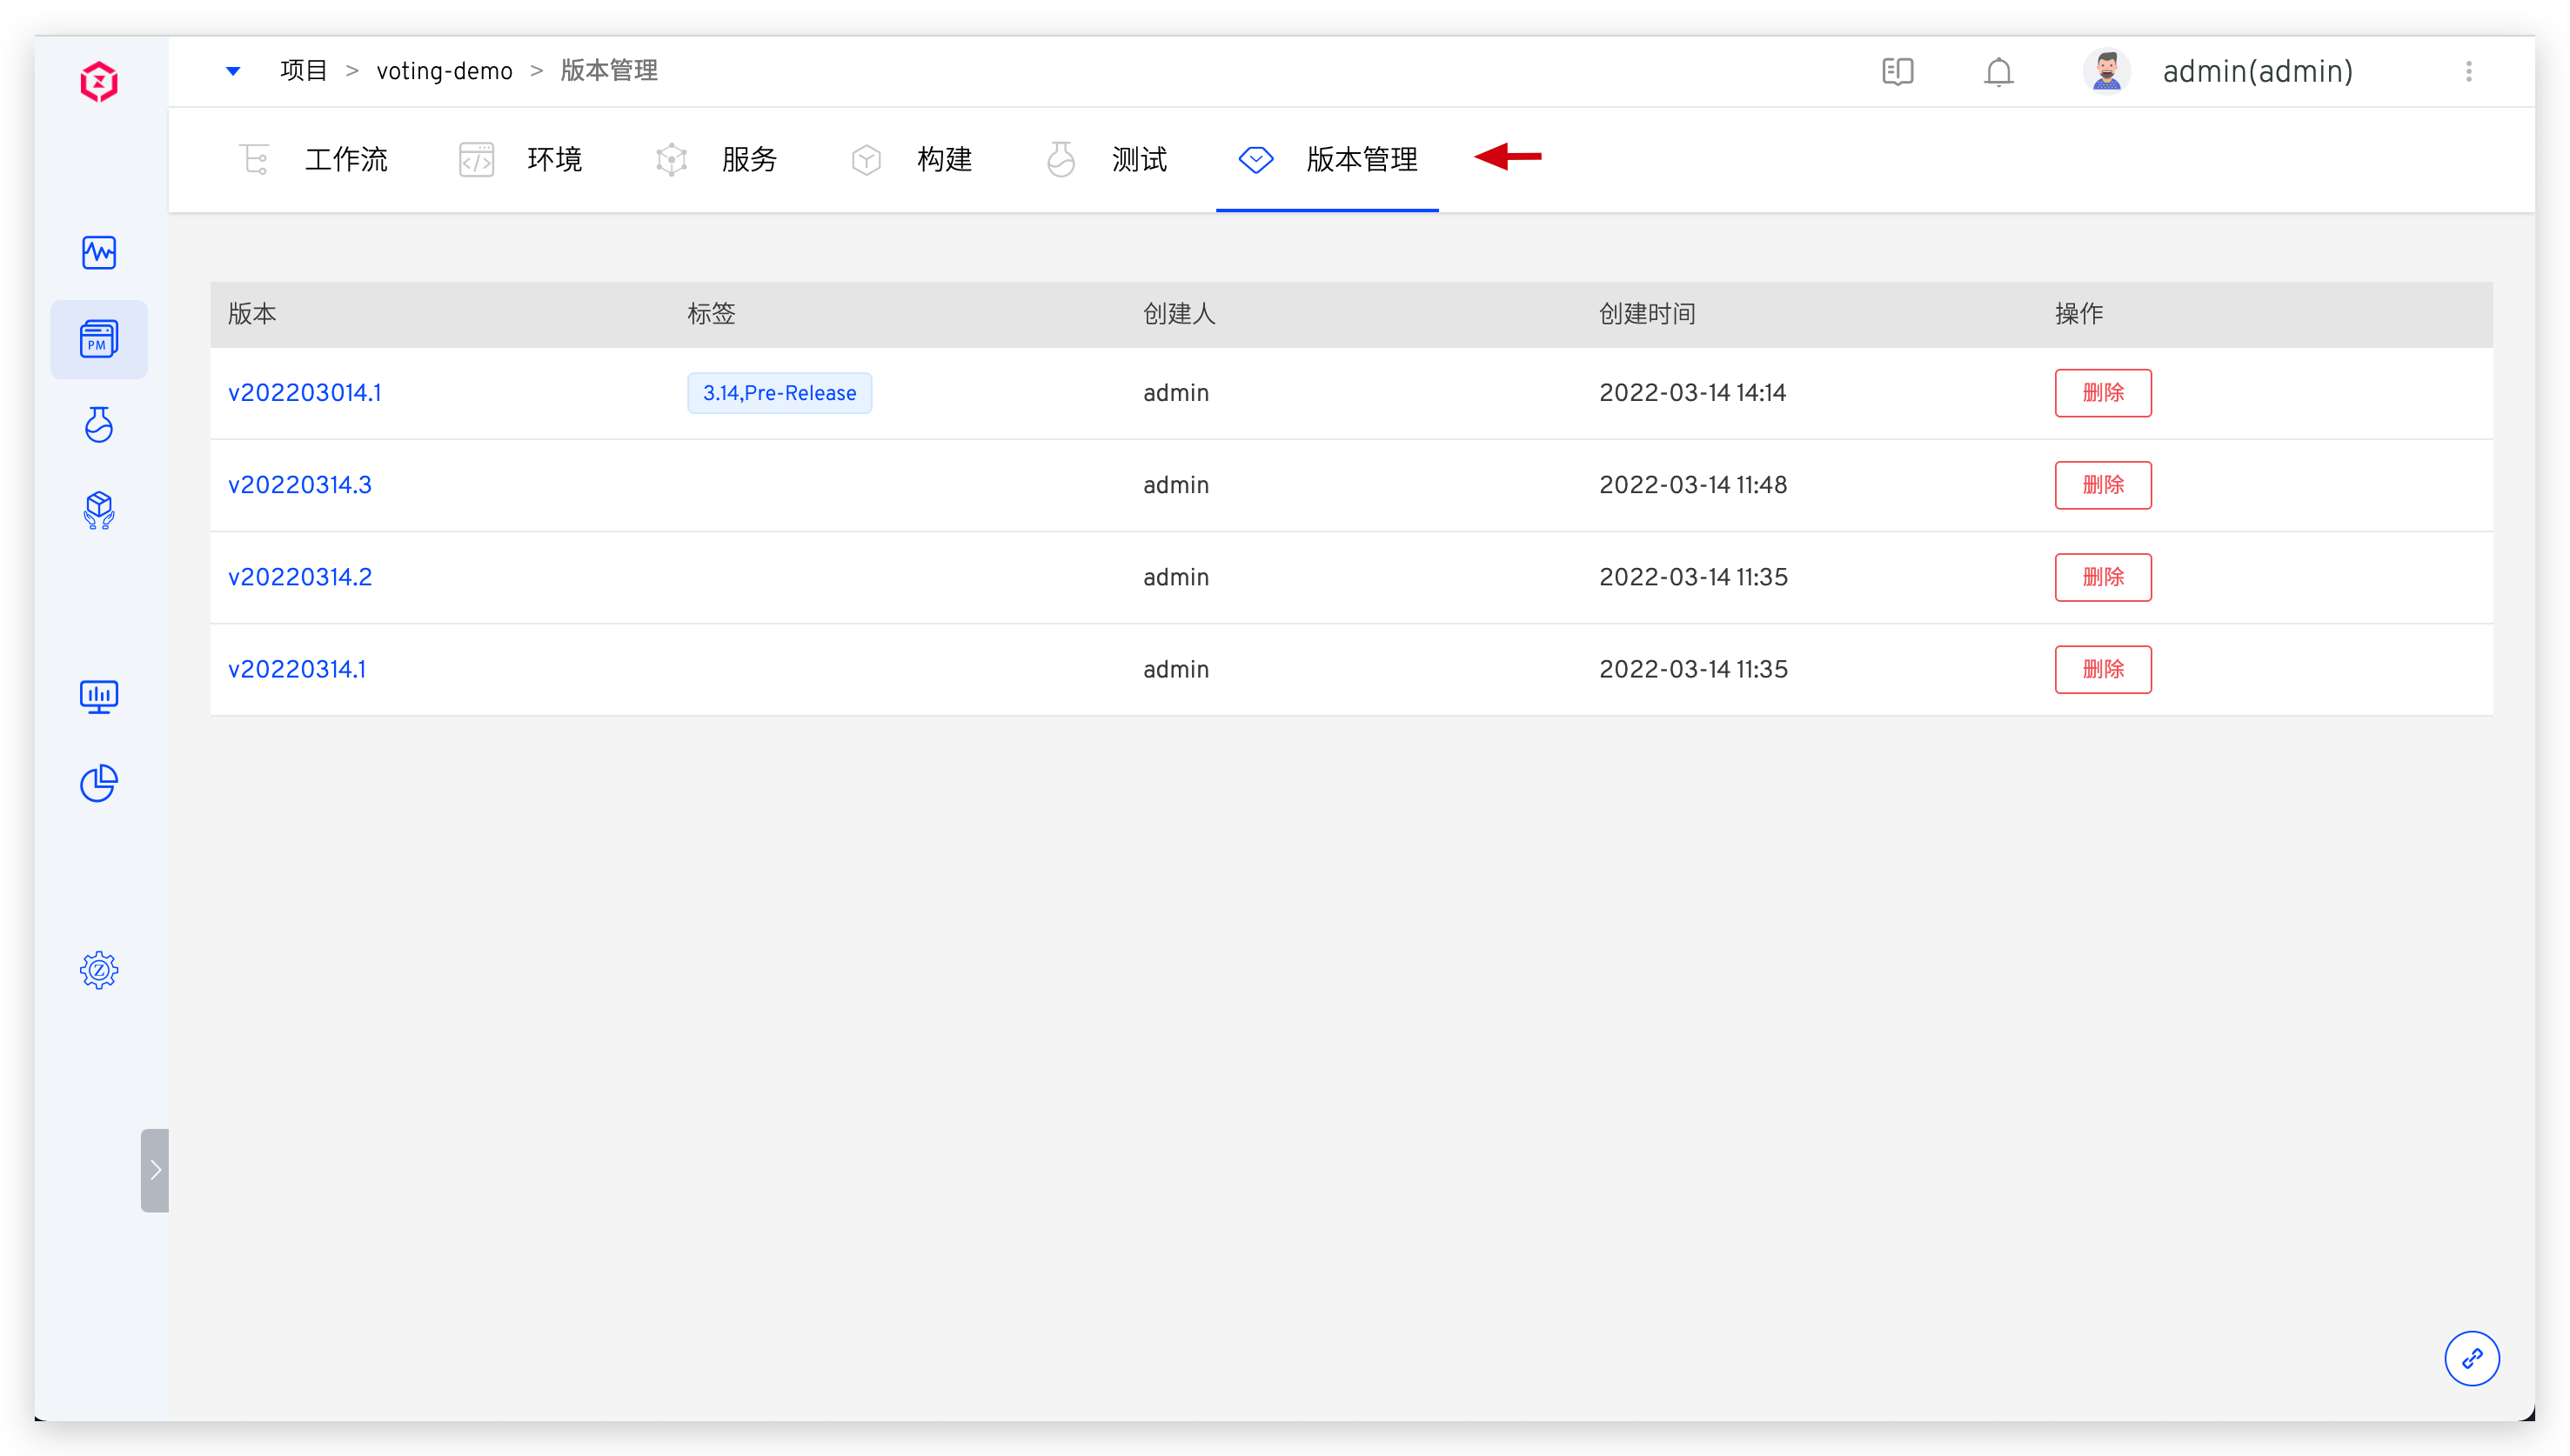 项目 > voting-demo > 版本管理
admin(admin)
工作流 环境 服务 构建 测试 版本管理
PM
版本 标签 创建人 创建时间 操作
v202203014.1 3.14,Pre-Release admin 2022-03-14 14:14 删除
v20220314.3 admin 2022-03-14 11:48 删除
v20220314.2 admin 2022-03-14 11:35 删除
v20220314.1 admin 2022-03-14 11:35 删除